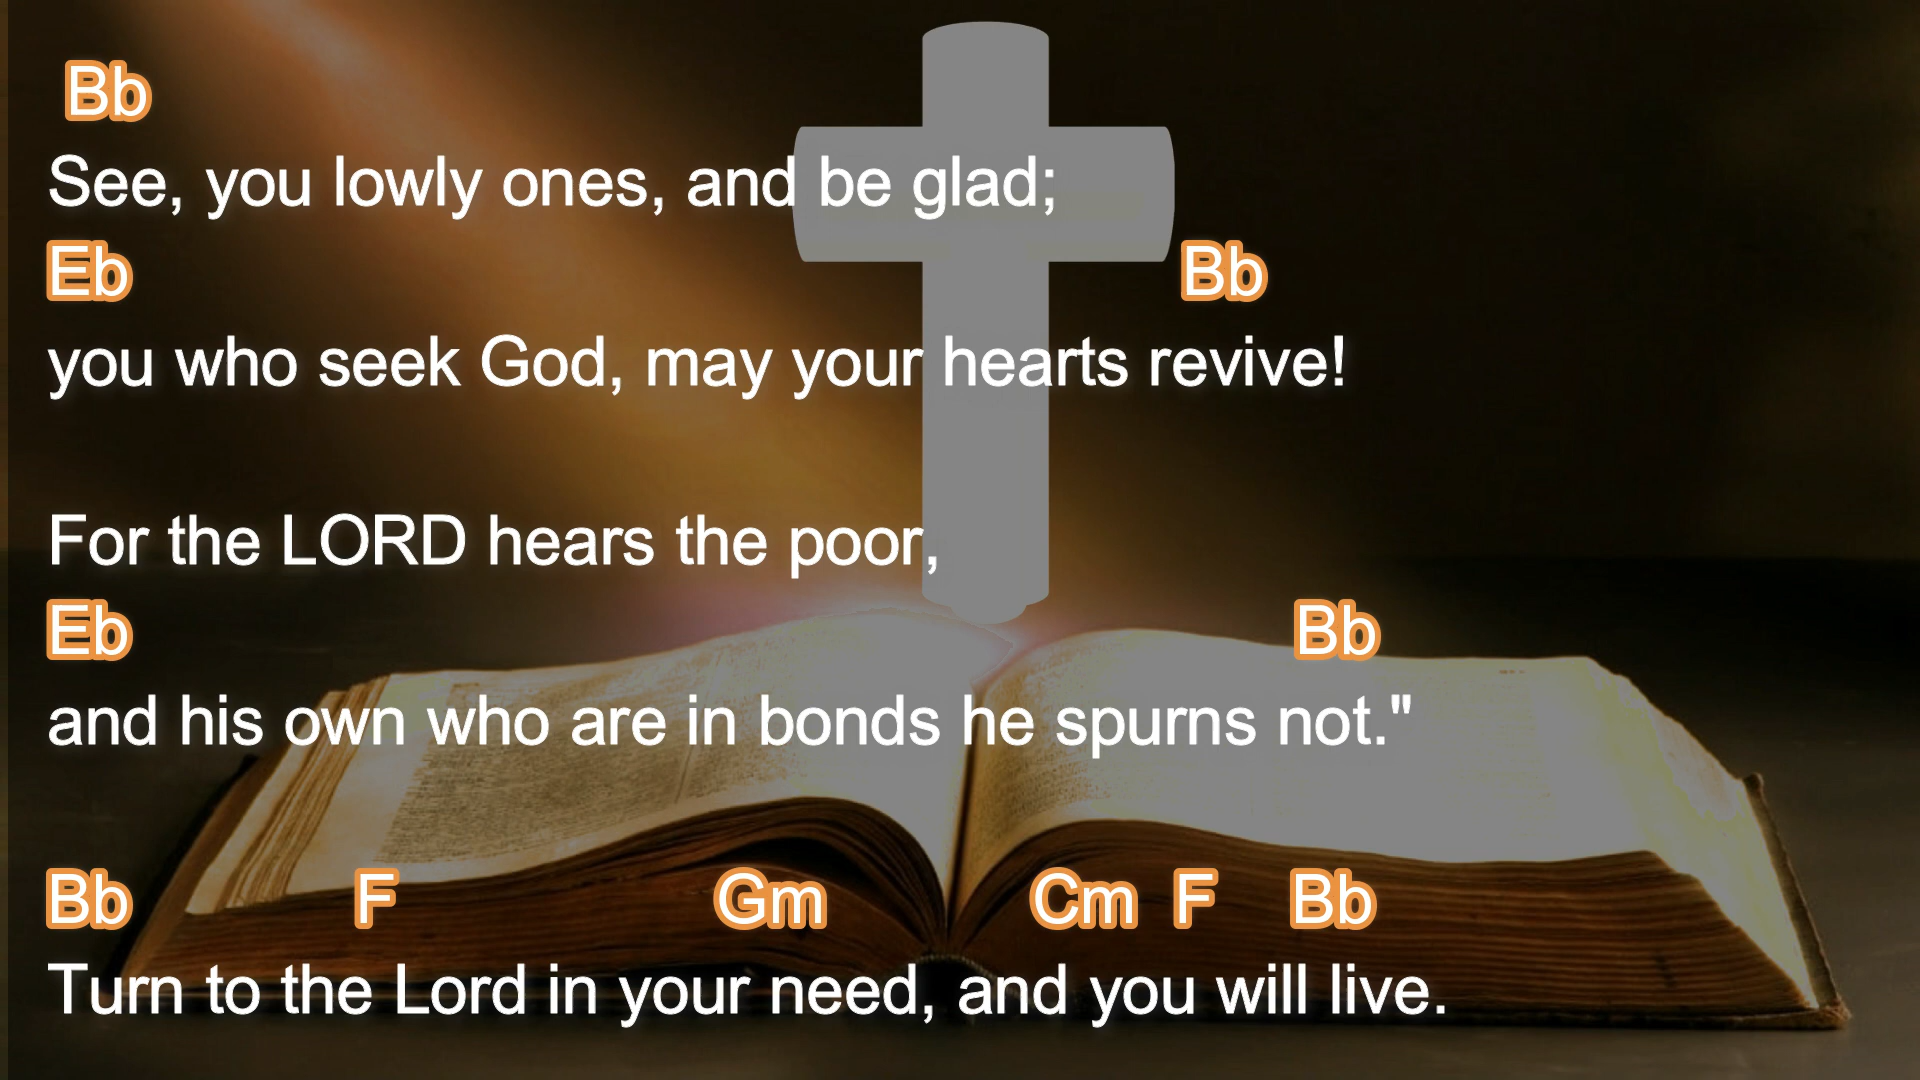 Bb
See, you lowly ones, and be glad;
Eb Bb
you who seek God, may your hearts revive!
For the LORD hears the poor,
Eb Bb
and his own who are in bonds he spurns not."
Bb F Gm Cm F Bb
Turn to the Lord in your need, and you will live.